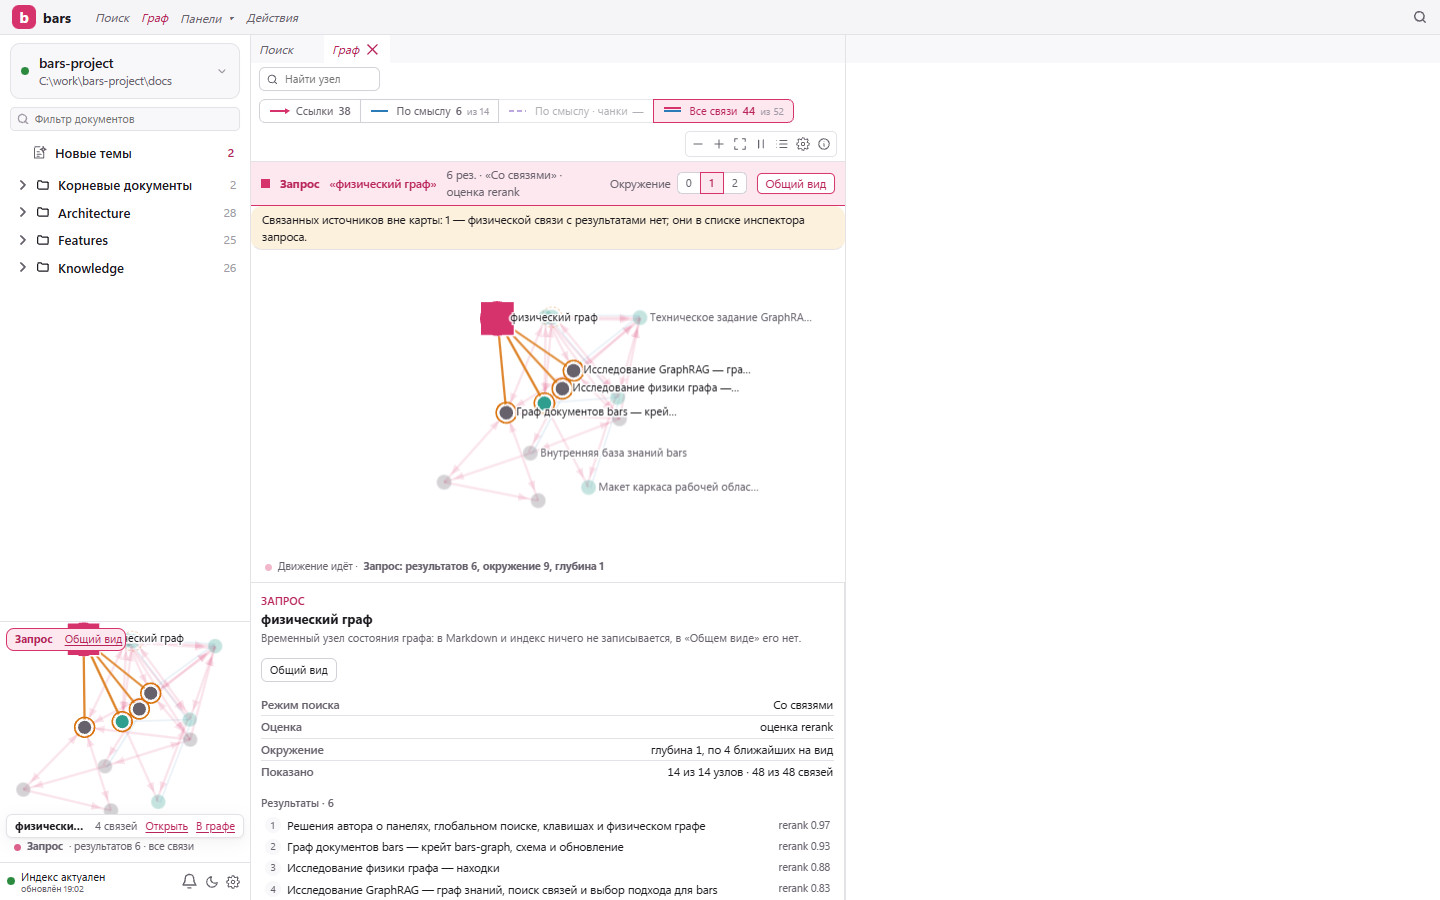 b bars Поиск Граф Панели Действия
bars-project
C:\work\bars-project\docs
Фильтр документов
Новые темы 2
Корневые документы 2
Architecture 28
Features 25
Knowledge 26
Запрос Общий вид ческий граф
физически... 4 связей Открыть В графе
Запрос · результатов 6 · все связи
Индекс актуален
обновлён 19:02
Поиск Граф
Найти узел
Ссылки 38 По смыслу 6 из 14 По смыслу · чанки — Все связи 44 из 52
Запрос «физический граф» 6 рез. · «Со связями» · оценка rerank Окружение 0 1 2 Общий вид
Связанных источников вне карты: 1 — физической связи с результатами нет; они в списке инспектора
запроса.
физический граф
Техническое задание GraphRA...
Исследование GraphRAG — гра...
Исследование физики графа —...
Граф документов bars — крей...
Внутренняя база знаний bars
Макет каркаса рабочей облас...
Движение идёт · Запрос: результатов 6, окружение 9, глубина 1
ЗАПРОС
физический граф
Временный узел состояния графа: в Markdown и индекс ничего не записывается, в «Общем виде» его нет.
Общий вид
Режим поиска Со связями
Оценка оценка rerank
Окружение глубина 1, по 4 ближайших на вид
Показано 14 из 14 узлов · 48 из 48 связей
Результаты · 6
1 Решения автора о панелях, глобальном поиске, клавишах и физическом графе rerank 0.97
2 Граф документов bars — крейт bars-graph, схема и обновление rerank 0.93
3 Исследование физики графа — находки rerank 0.88
4 Исследование GraphRAG — граф знаний, поиск связей и выбор подхода для bars rerank 0.83